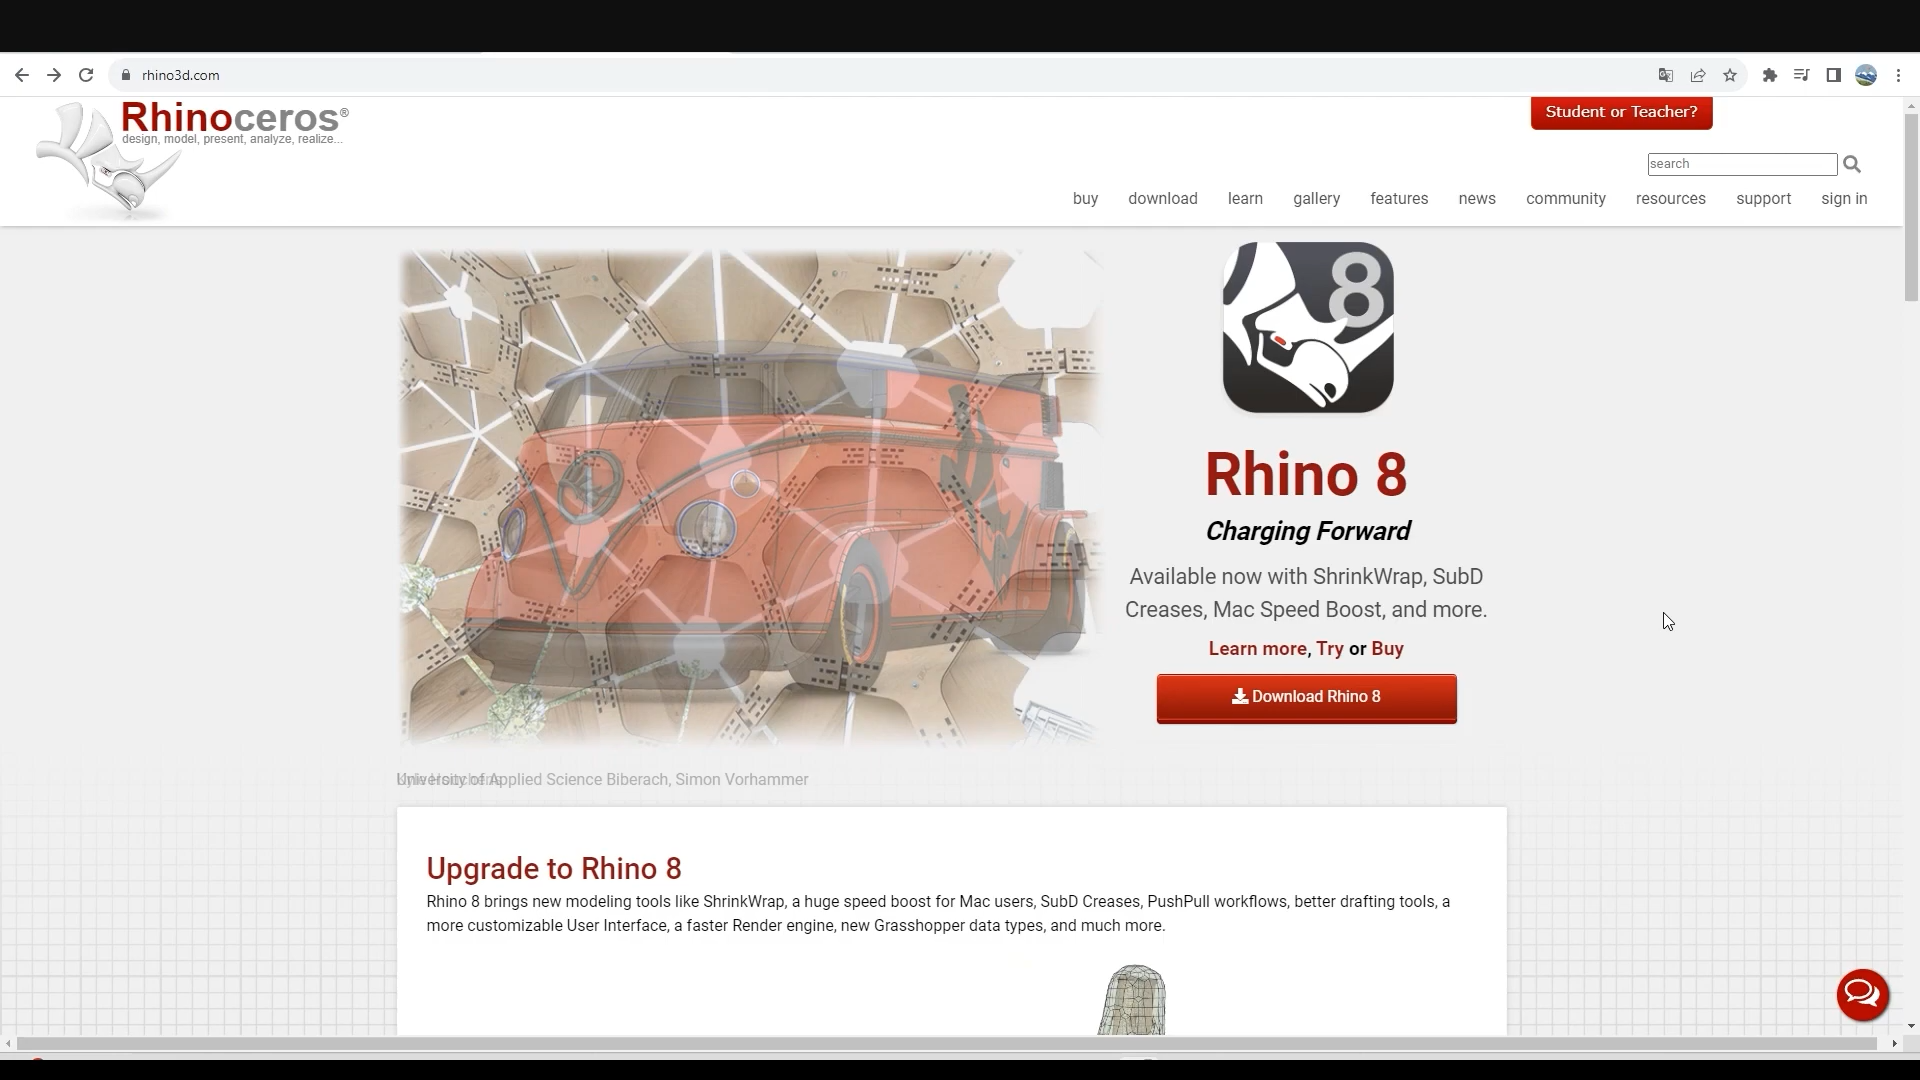 rhino3d.com
Rhinoceros®
design, model, present, analyze, realize...
Student or Teacher?
search
buy download learn gallery features news community resources support sign in
8
Rhino 8
Charging Forward
Available now with ShrinkWrap, SubD
Creases, Mac Speed Boost, and more.
Learn more, Try or Buy
Download Rhino 8
University of Applied Science Biberach, Simon Vorhammer
Upgrade to Rhino 8
Rhino 8 brings new modeling tools like ShrinkWrap, a huge speed boost for Mac users, SubD Creases, PushPull workflows, better drafting tools, a
more customizable User Interface, a faster Render engine, new Grasshopper data types, and much more.